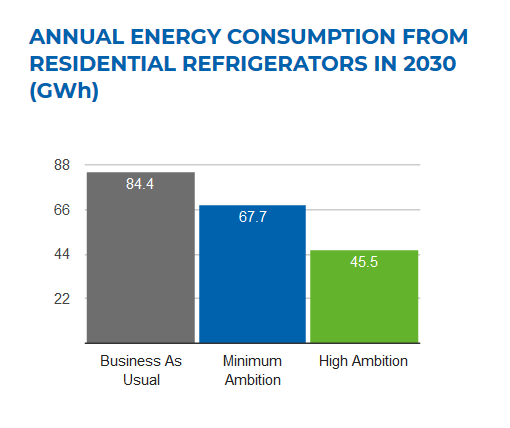 ANNUAL ENERGY CONSUMPTION FROM
RESIDENTIAL REFRIGERATORS IN 2030
(GWh)
88
66
44
22
84.4
67.7
45.5
Business As
Usual
Minimum
Ambition
High Ambition